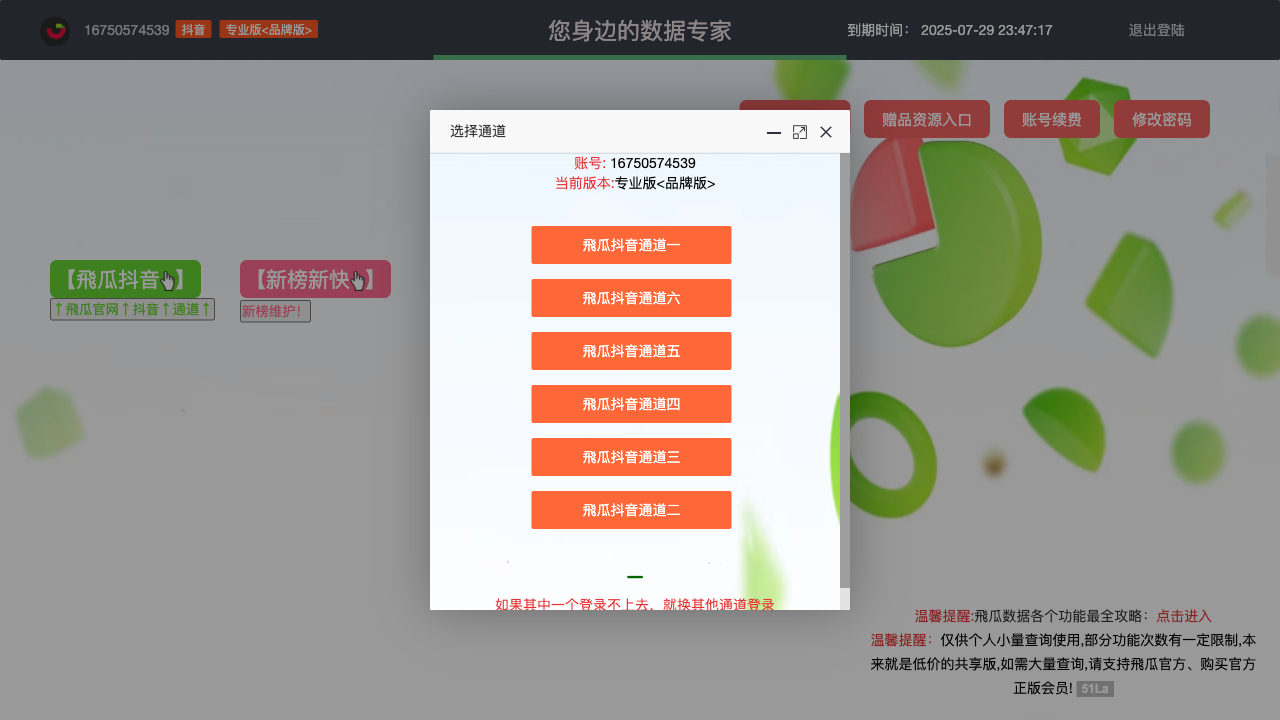 16750574539 抖音 专业版<品牌版>
您身边的数据专家
到期时间： 2025-07-29 23:47:17
退出登陆
赠品资源入口
账号续费
修改密码
选择通道
账号: 16750574539
当前版本:专业版<品牌版>
飛瓜抖音通道一
飛瓜抖音通道六
飛瓜抖音通道五
飛瓜抖音通道四
飛瓜抖音通道三
飛瓜抖音通道二
如果其中一个登录不上去，就换其他通道登录
【飛瓜抖音】
↑飛瓜官网↑抖音↑通道↑
【新榜新快】
新榜维护！
温馨提醒:飛瓜数据各个功能最全攻略：点击进入
温馨提醒：仅供个人小量查询使用,部分功能次数有一定限制,本
来就是低价的共享版,如需大量查询,请支持飛瓜官方、购买官方
正版会员! 51La